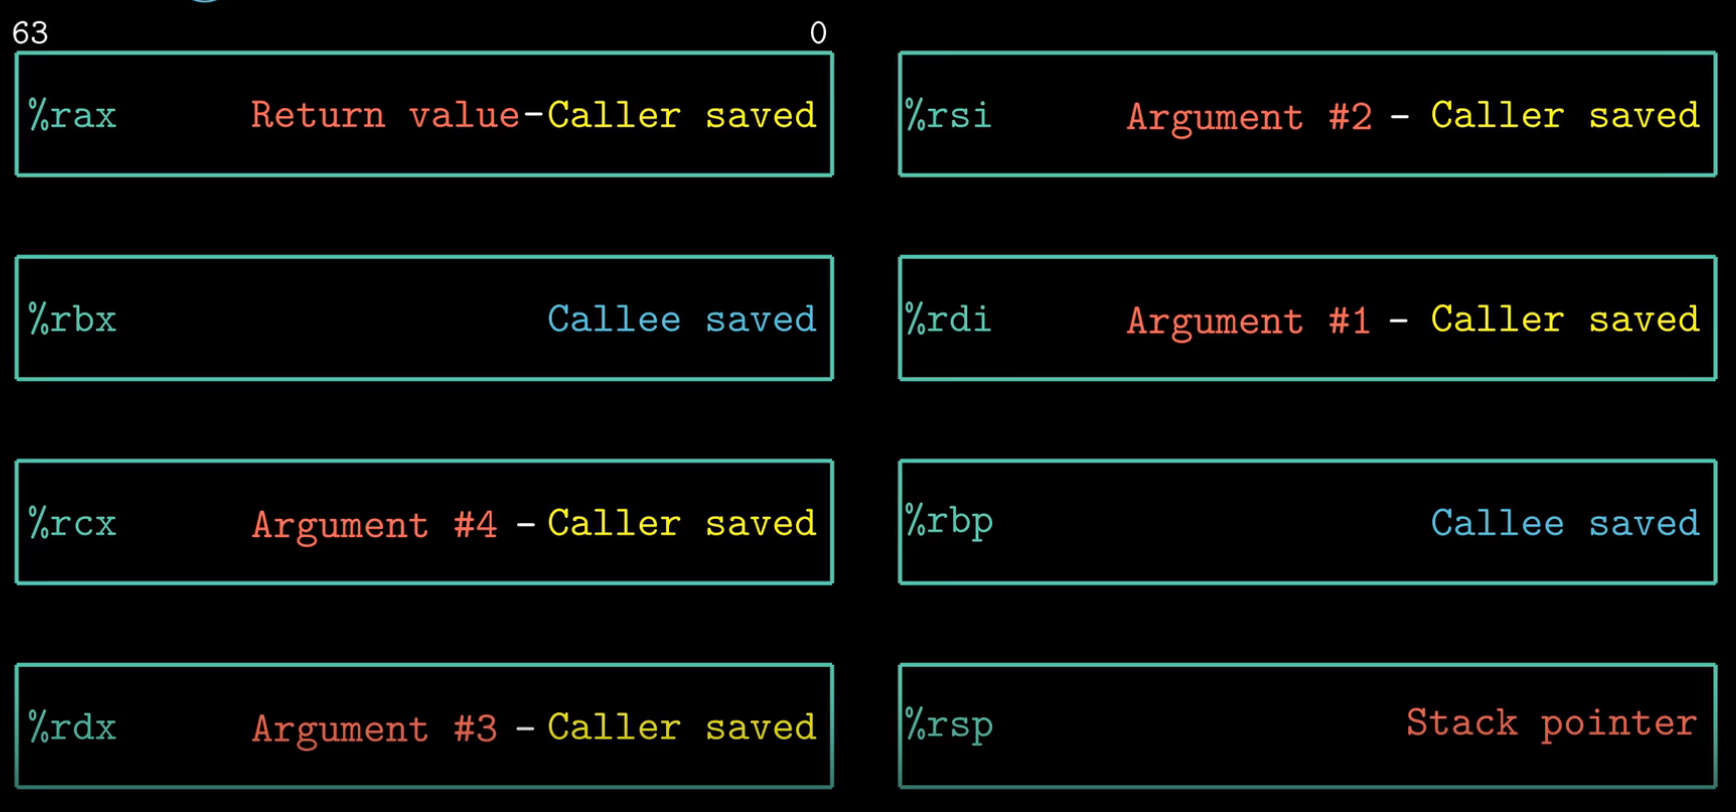 63 0
%rax Return value-Caller saved
%rbx Callee saved
%rcx Argument #4 - Caller saved
%rdx Argument #3 - Caller saved
%rsi Argument #2 - Caller saved
%rdi Argument #1 - Caller saved
%rbp Callee saved
%rsp Stack pointer